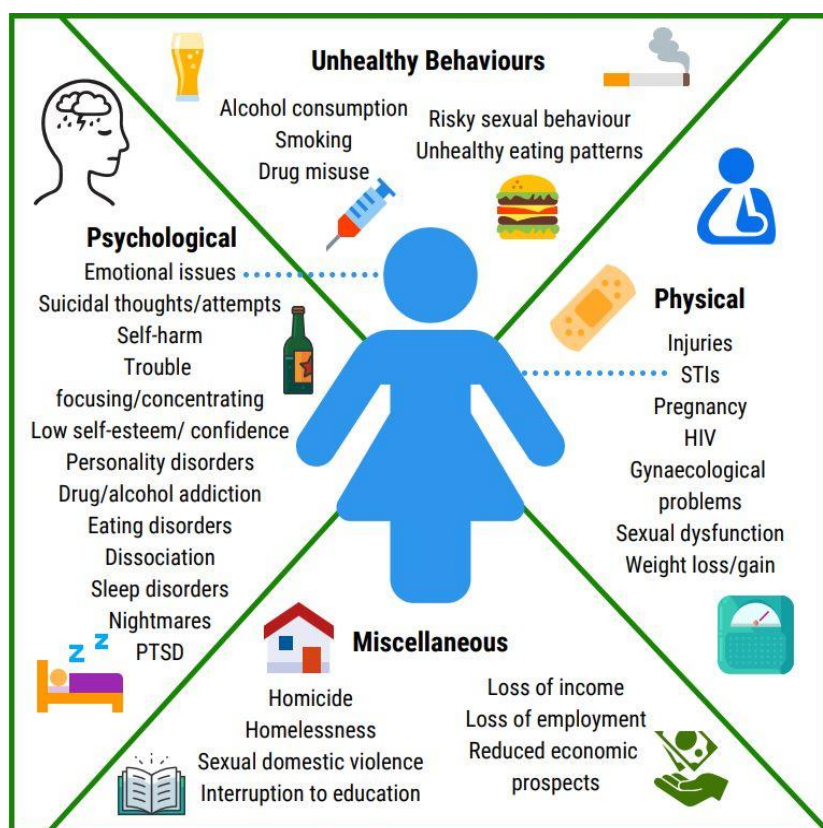 Unhealthy Behaviours
Alcohol consumption
Smoking
Drug misuse
Risky sexual behaviour
Unhealthy eating patterns
Psychological
Emotional issues
Suicidal thoughts/attempts
Self-harm
Trouble
focusing/concentrating
Low self-esteem/ confidence
Personality disorders
Drug/alcohol addiction
Eating disorders
Dissociation
Sleep disorders
Nightmares
PTSD
z z
Physical
Injuries
STIs
Pregnancy
HIV
Gynaecological
problems
Sexual dysfunction
Weight loss/gain
Miscellaneous
Homicide
Homelessness
Sexual domestic violence
Interruption to education
Loss of income
Loss of employment
Reduced economic
prospects